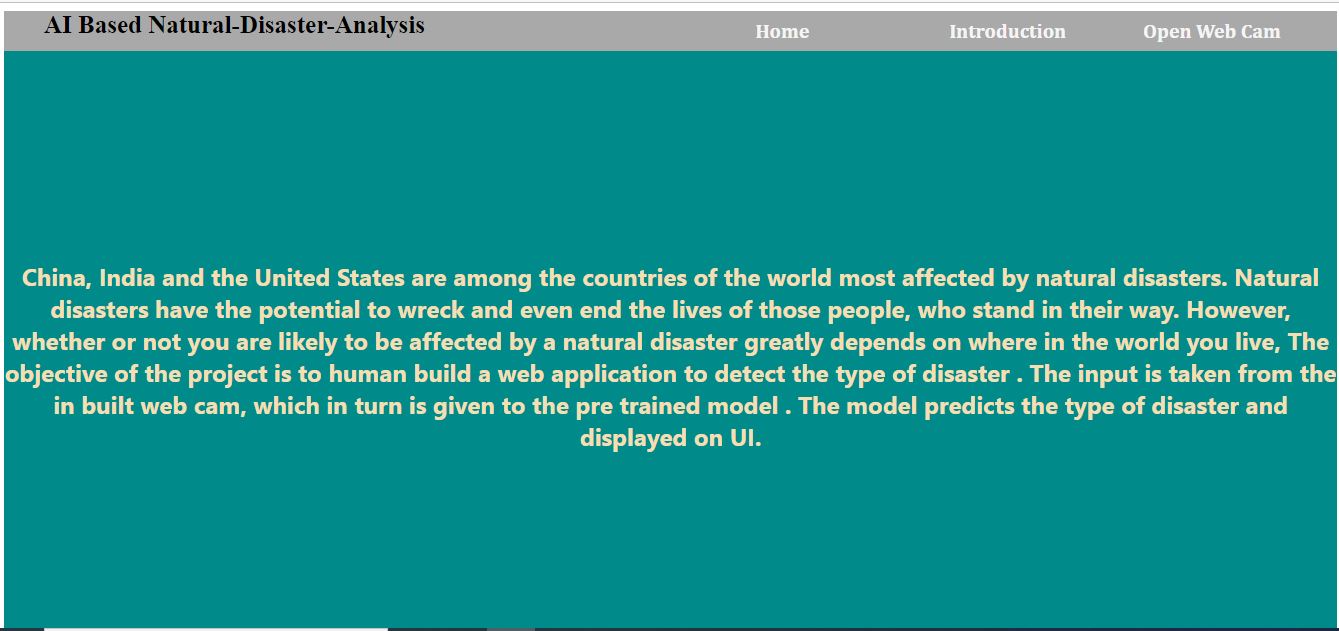 AI Based Natural-Disaster-Analysis
Home
Introduction
Open Web Cam
China, India and the United States are among the countries of the world most affected by natural disasters. Natural
disasters have the potential to wreck and even end the lives of those people, who stand in their way. However,
whether or not you are likely to be affected by a natural disaster greatly depends on where in the world you live, The
objective of the project is to human build a web application to detect the type of disaster . The input is taken from the
in built web cam, which in turn is given to the pre trained model . The model predicts the type of disaster and
displayed on UI.